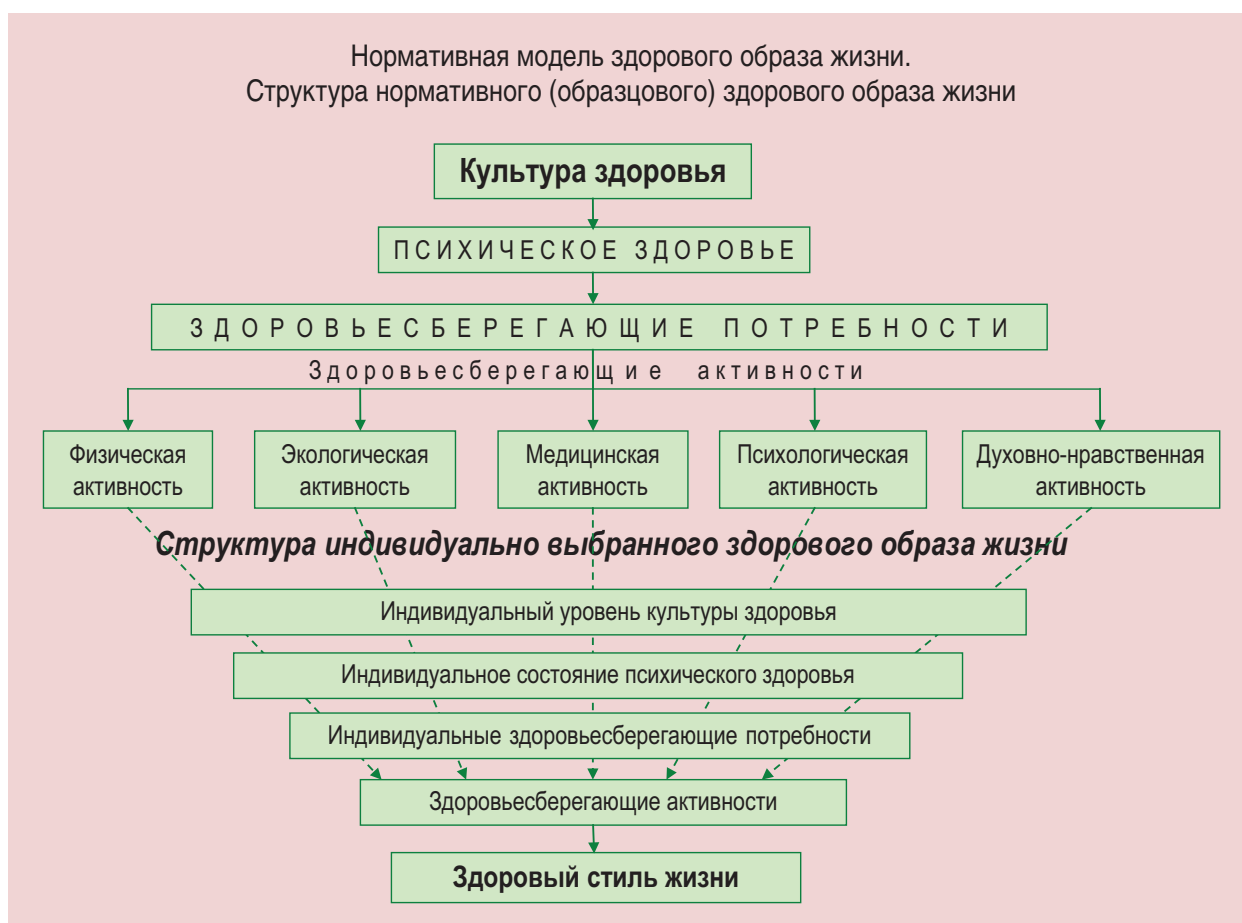 Нормативная модель здорового образа жизни.
Структура нормативного (образцового) здорового образа жизни
Культура здоровья
ПСИХИЧЕСКОЕ ЗДОРОВЬЕ
ЗДОРОВЬЕСБЕРЕГАЮЩИЕ ПОТРЕБНОСТИ
Здоровьесберегающие активности
Физическая
активность
Экологическая
активность
Медицинская
активность
Психологическая
активность
Духовно-нравственная
активность
Структура индивидуально выбранного здорового образа жизни
Индивидуальный уровень культуры здоровья
Индивидуальное состояние психического здоровья
Индивидуальные здоровьесберегающие потребности
Здоровьесберегающие активности
Здоровый стиль жизни